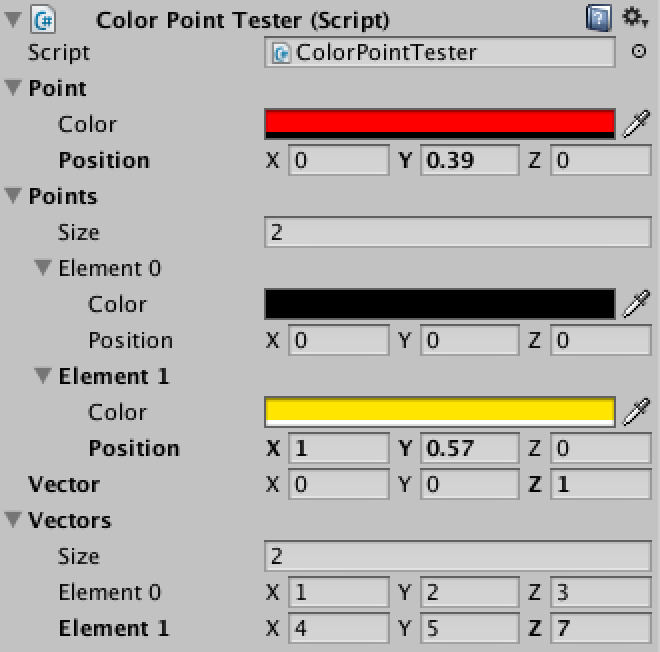 Color Point Tester (Script)
Script ColorPointTester
Point
Color
Position X 0 Y 0.39 Z 0
Points
Size 2
Element 0
Color
Position X 0 Y 0 Z 0
Element 1
Color
Position X 1 Y 0.57 Z 0
Vector X 0 Y 0 Z 1
Vectors
Size 2
Element 0 X 1 Y 2 Z 3
Element 1 X 4 Y 5 Z 7